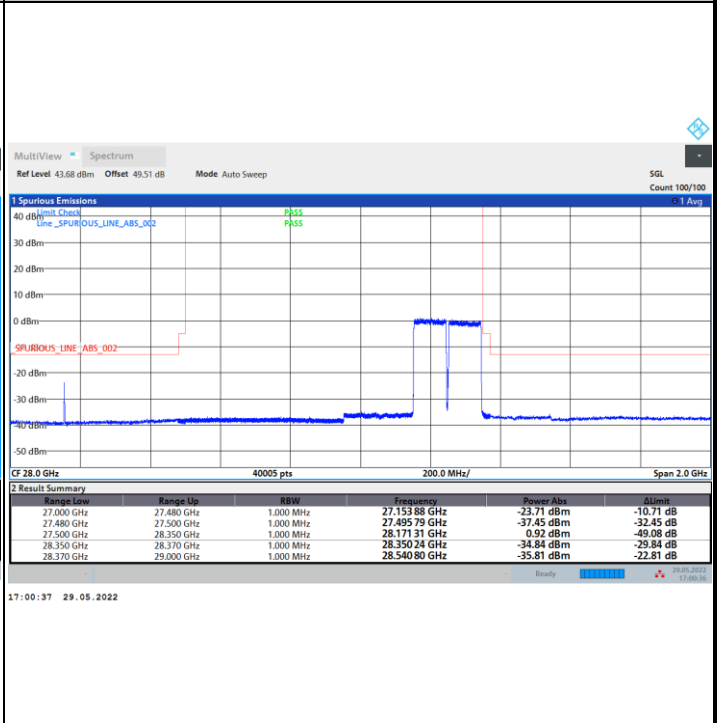 MultiView Spectrum
Ref Level 43.68 dBm Offset 49.51 dB Mode Auto Sweep SGL
Count 100/100
1 Spurious Emissions 1 Avg
40 dBm Limit Check PASS
Line _SPURIOUS_LINE_ABS_002 PASS
30 dBm
20 dBm
10 dBm
0 dBm
_SPURIOUS_LINE_ABS_002
-20 dBm
-30 dBm
-40 dBm
-50 dBm
CF 28.0 GHz 40005 pts 200.0 MHz/ Span 2.0 GHz
2 Result Summary
Range Low Range Up RBW Frequency Power Abs ΔLimit
27.000 GHz 27.480 GHz 1.000 MHz 27.153 88 GHz -23.71 dBm -10.71 dB
27.480 GHz 27.500 GHz 1.000 MHz 27.495 79 GHz -37.45 dBm -32.45 dB
27.500 GHz 28.350 GHz 1.000 MHz 28.171 31 GHz 0.92 dBm -49.08 dB
28.350 GHz 28.370 GHz 1.000 MHz 28.350 24 GHz -34.84 dBm -29.84 dB
28.370 GHz 29.000 GHz 1.000 MHz 28.540 80 GHz -35.81 dBm -22.81 dB
Ready 29.05.2022
17:00:36
17:00:37 29.05.2022